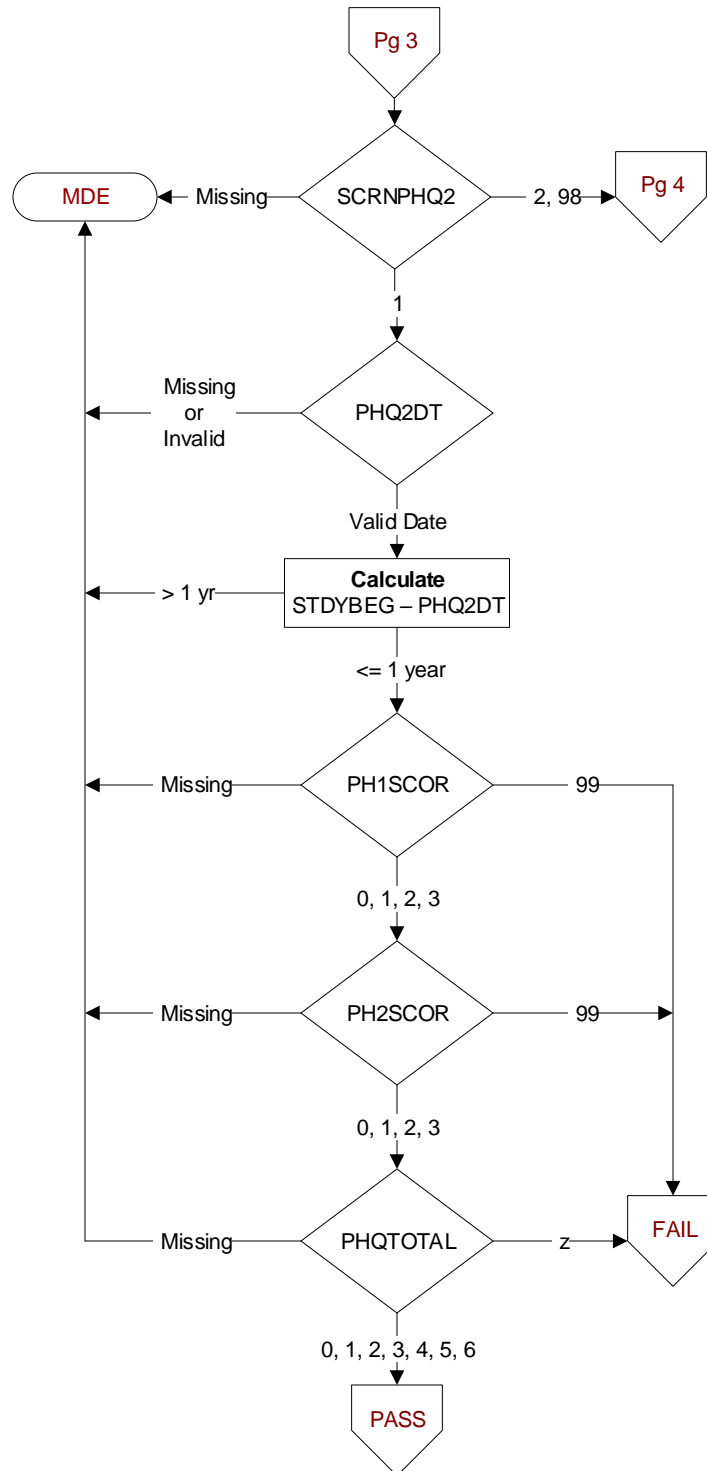 Pg 3
MDE
Missing
SCRNPHQ2
2, 98
Pg 4
1
Missing
or
Invalid
PHQ2DT
Valid Date
Calculate
> 1 yr
STDYBEG – PHQ2DT
<= 1 year
Missing
PH1SCOR
99
0, 1, 2, 3
Missing
PH2SCOR
99
0, 1, 2, 3
Missing
PHQTOTAL
z
FAIL
0, 1, 2, 3, 4, 5, 6
PASS